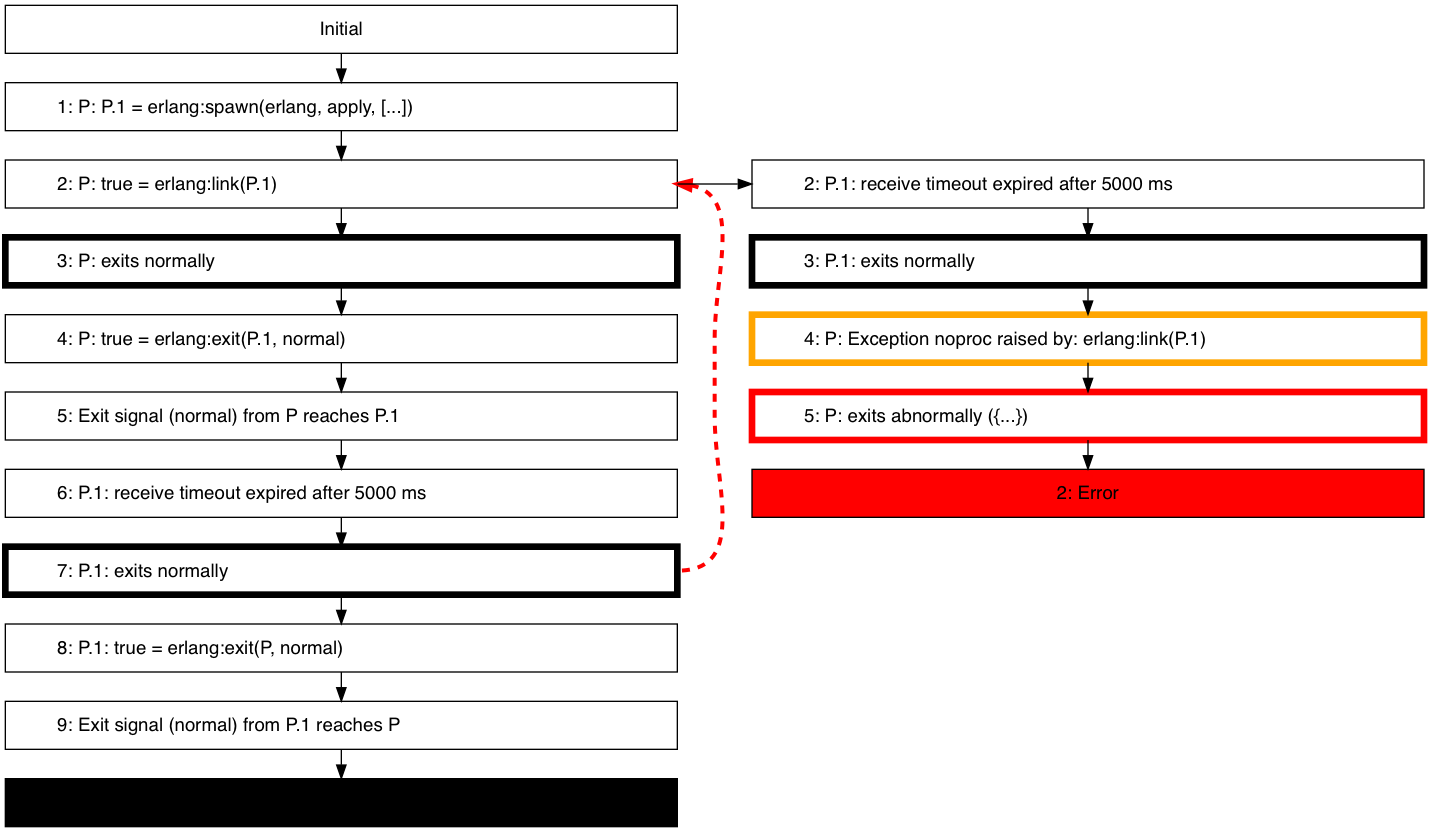 Initial
1: P: P.1 = erlang:spawn(erlang, apply, [...])
2: P: true = erlang:link(P.1)
3: P: exits normally
4: P: true = erlang:exit(P.1, normal)
5: Exit signal (normal) from P reaches P.1
6: P.1: receive timeout expired after 5000 ms
7: P.1: exits normally
8: P.1: true = erlang:exit(P, normal)
9: Exit signal (normal) from P.1 reaches P
2: P.1: receive timeout expired after 5000 ms
3: P.1: exits normally
4: P: Exception noproc raised by: erlang:link(P.1)
5: P: exits abnormally ({...})
2: Error